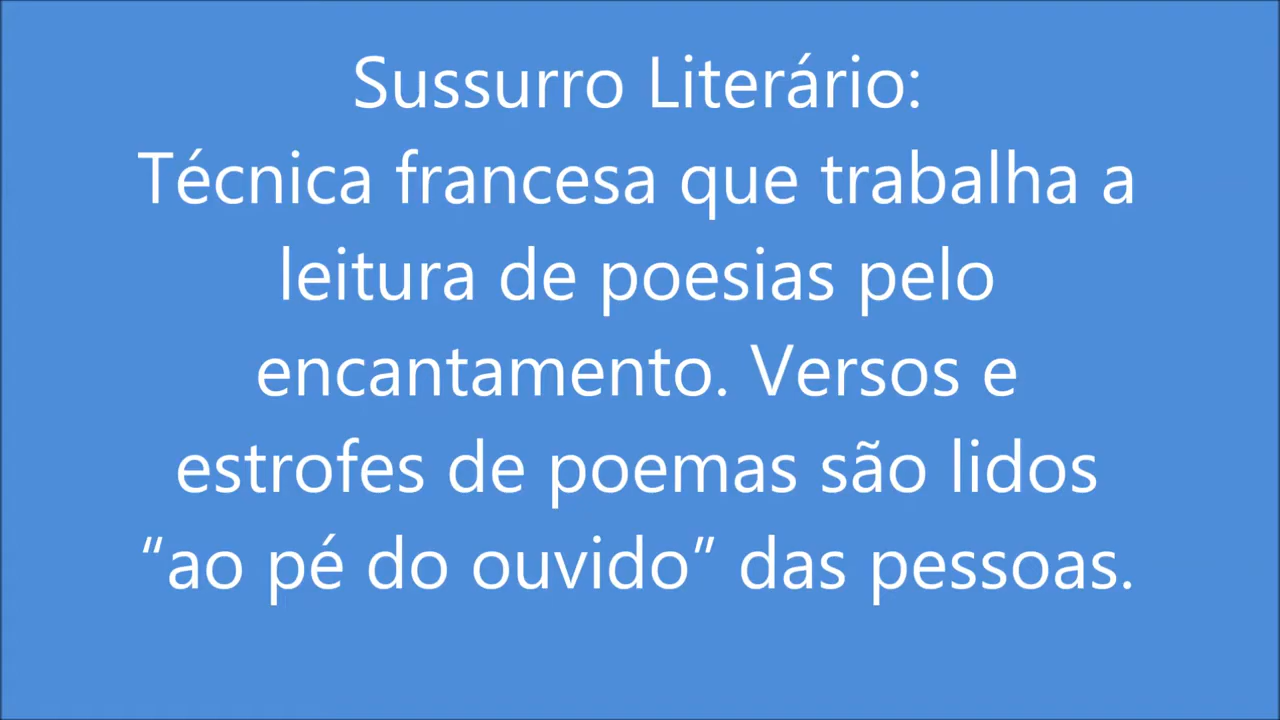 Sussurro Literário:
Técnica francesa que trabalha a
leitura de poesias pelo
encantamento. Versos e
estrofes de poemas são lidos
“ao pé do ouvido” das pessoas.